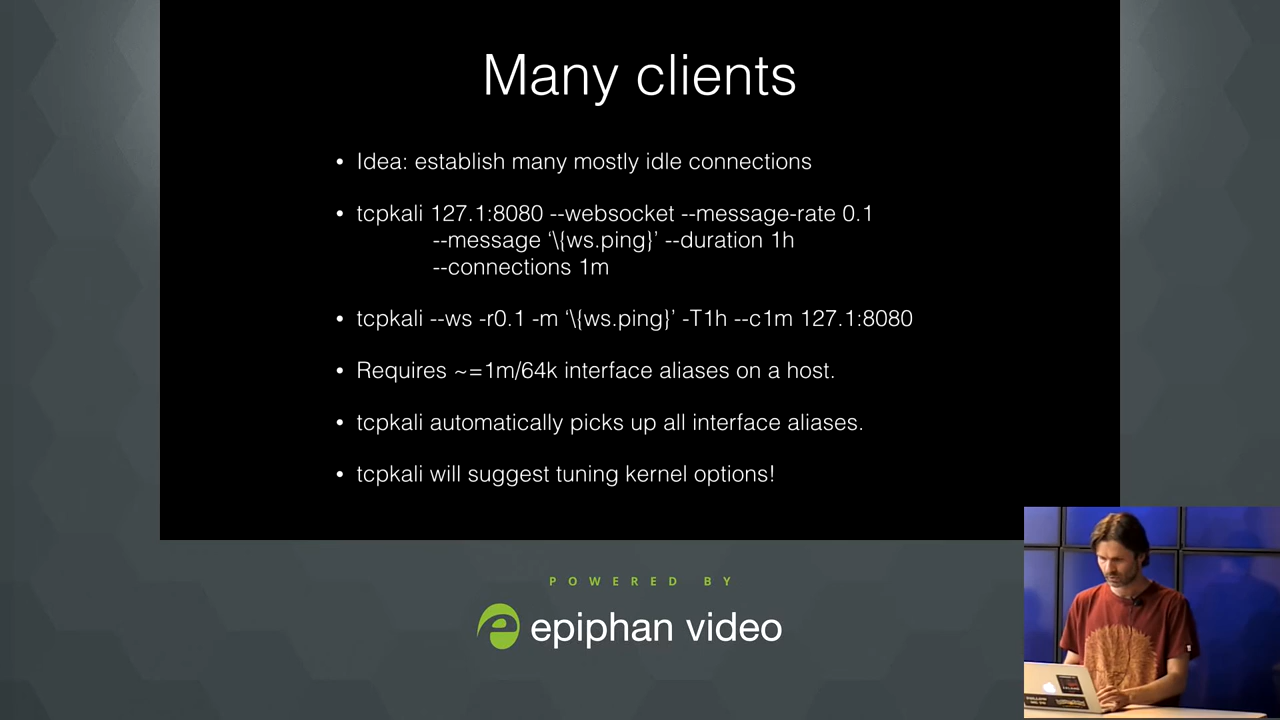 Many clients
• Idea: establish many mostly idle connections
• tcpkali 127.1:8080 --websocket --message-rate 0.1
--message ‘\{ws.ping}’ --duration 1h
--connections 1m
• tcpkali --ws -r0.1 -m ‘\{ws.ping}’ -T1h --c1m 127.1:8080
• Requires ~=1m/64k interface aliases on a host.
• tcpkali automatically picks up all interface aliases.
• tcpkali will suggest tuning kernel options!
POWERED BY
epiphan video